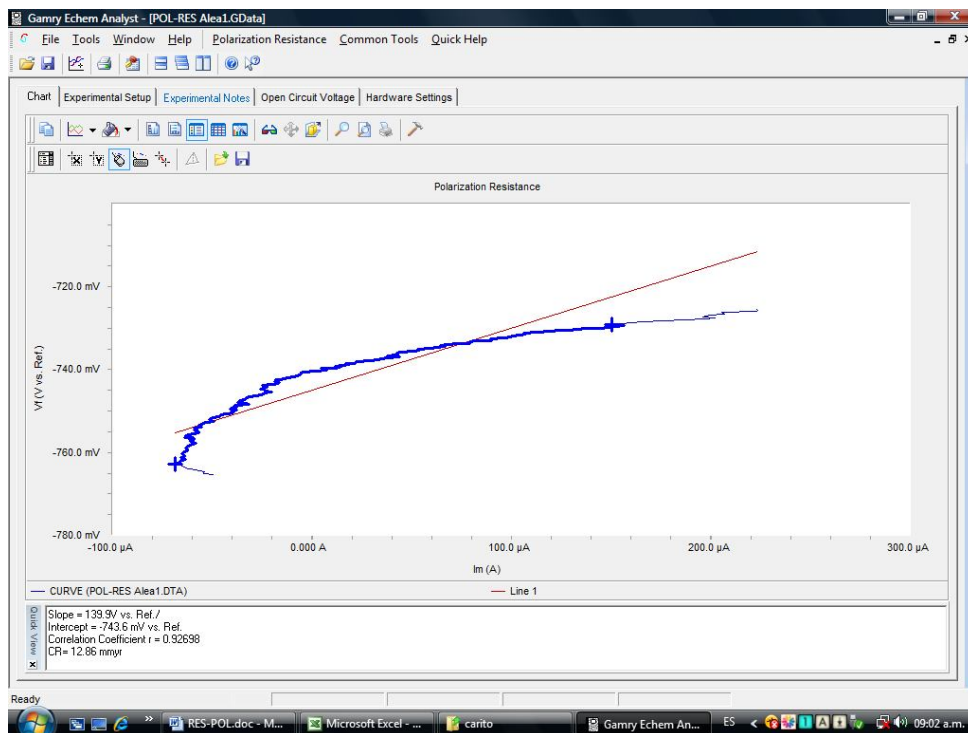 Gamry Echem Analyst - [POL-RES Alea1.GData]
File Tools Window Help Polarization Resistance Common Tools Quick Help
Chart Experimental Setup Experimental Notes Open Circuit Voltage Hardware Settings
Polarization Resistance
-720.0 mV
-740.0 mV
-760.0 mV
-780.0 mV
Vf (V vs. Ref.)
-100.0 µA 0.000 A 100.0 µA 200.0 µA 300.0 µA
Im (A)
CURVE (POL-RES Alea1.DTA) Line 1
Quick View
Slope = 139.9V vs. Ref./
Intercept = -743.6 mV vs. Ref.
Correlation Coefficient r = 0.92698
CR= 12.86 mmyr
Ready
RES-POL.doc - M... Microsoft Excel - ... carito Gamry Echem An... ES 09:02 a.m.